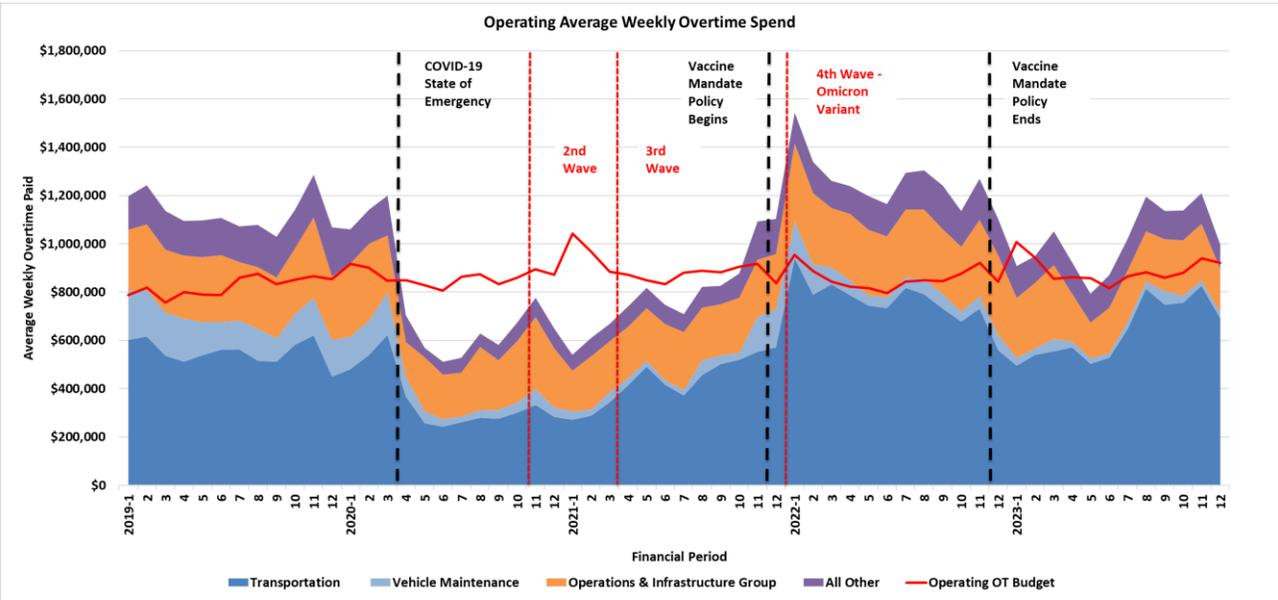 Operating Average Weekly Overtime Spend
$1,800,000
$1,600,000
$1,400,000
$1,200,000
$1,000,000
$800,000
$600,000
$400,000
$200,000
$0
Average Weekly Overtime Paid
COVID-19
State of
Emergency
2nd
Wave
3rd
Wave
Vaccine
Mandate
Policy
Begins
4th Wave -
Omicron
Variant
Vaccine
Mandate
Policy
Ends
2019-1 2 3 4 5 6 7 8 9 10 11 12 2020-1 2 3 4 5 6 7 8 9 10 11 12 2021-1 2 3 4 5 6 7 8 9 10 11 12 2022-1 2 3 4 5 6 7 8 9 10 11 12 2023-1 2 3 4 5 6 7 8 9 10 11 12
Financial Period
Transportation Vehicle Maintenance Operations & Infrastructure Group All Other Operating OT Budget